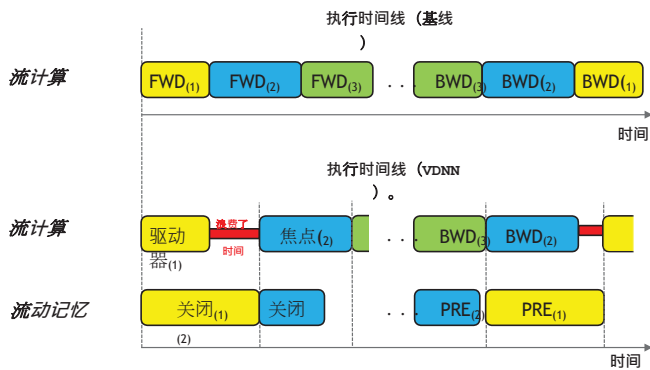 执行时间线（基线
）
流计算
FWD(1) FWD(2) FWD(3) . . . BWD(3) BWD(2) BWD(1)
时间
执行时间线（VDNN
）。
流计算
驱动
器(1)
浪费了
时间
焦点(2) . . . BWD(3) BWD(2)
流动记忆
关闭(1) 关闭
(2)
. . . PRE(2) PRE(1)
时间